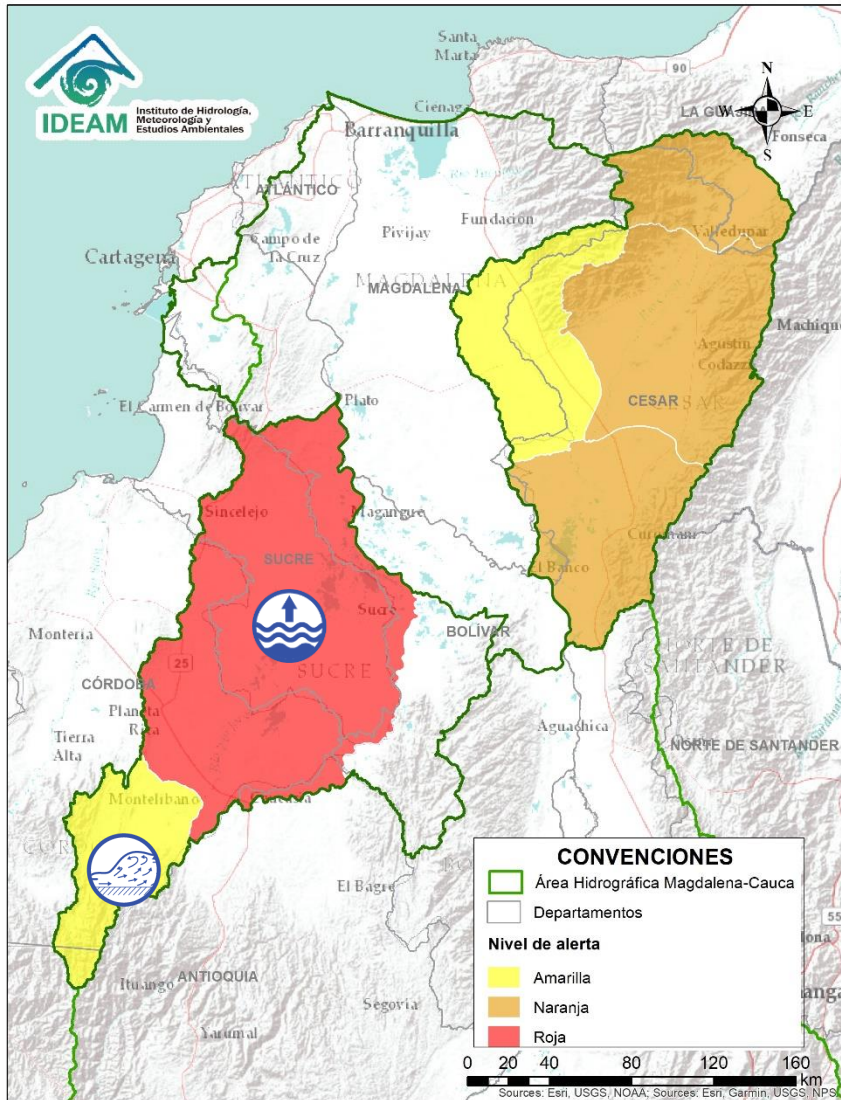 IDEAM
Instituto de Hidrología,
Meteorología y
Estudios Ambientales
Santa
Marta
90
N
W
E
S
LA GUAJIRA
Fonseca
Ciénaga
Barranquilla
ATLÁNTICO
Fundación
Pivijay
Valledupar
Campo de
la Cruz
Cartagena
MAGDALENA
MAGDALENA
Machiques
Agustín
Codazzi
El Carmen de Bolívar
Plato
CESAR
CESAR
Sincelejo
Magangué
SUCRE
El Banco
Sucre
BOLÍVAR
Montería
NORTE DE
SANTANDER
SUCRE
25
CÓRDOBA
Planeta
Rica
Aguachica
Tierra
Alta
NORTE DE SANTANDER
Montelíbano
El Bagre
Ituango
ANTIOQUIA
Segovia
Yarumal
55
CONVENCIONES
Área Hidrográfica Magdalena-Cauca
Departamentos
Nivel de alerta
Amarilla
Naranja
Roja
0 20 40 80 120 160
km
Sources: Esri, USGS, NOAA; Sources: Esri, Garmin, USGS, NPS